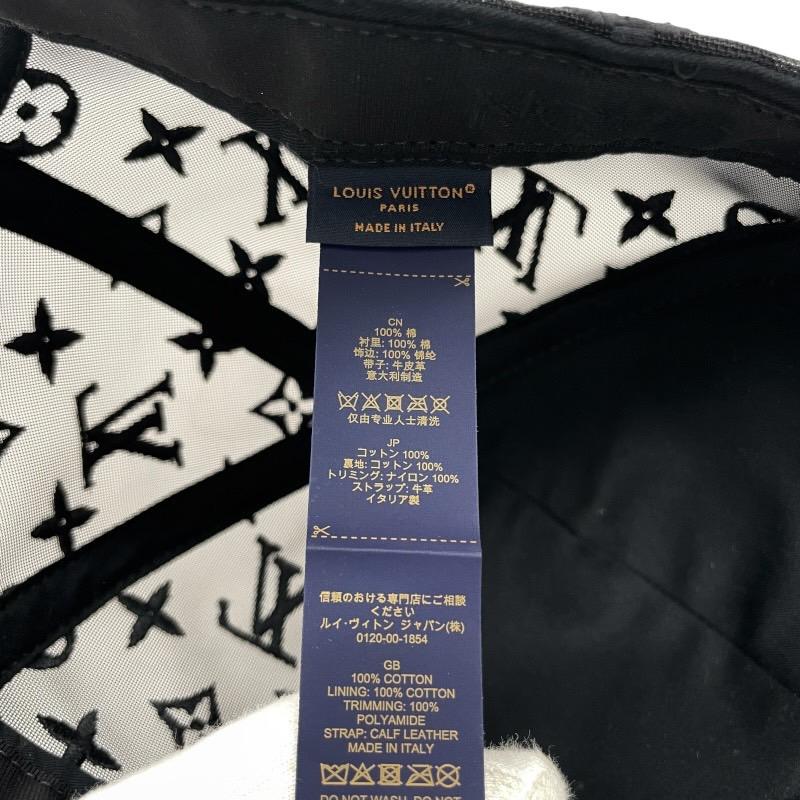 LOUIS VUITTON®
PARIS
MADE IN ITALY
CN
100% 棉
衬里: 100% 棉
饰边: 100% 锦纶
带子: 牛皮革
意大利制造
仅由专业人士清洗
JP
コットン 100%
裏地: コットン 100%
トリミング: ナイロン 100%
ストラップ: 牛革
イタリア製
信頼のおける専門店にご相談
ください
ルイ·ヴィトン ジャパン(株)
0120-00-1854
GB
100% COTTON
LINING: 100% COTTON
TRIMMING: 100%
POLYAMIDE
STRAP: CALF LEATHER
MADE IN ITALY
DO NOT WASH, DO NOT